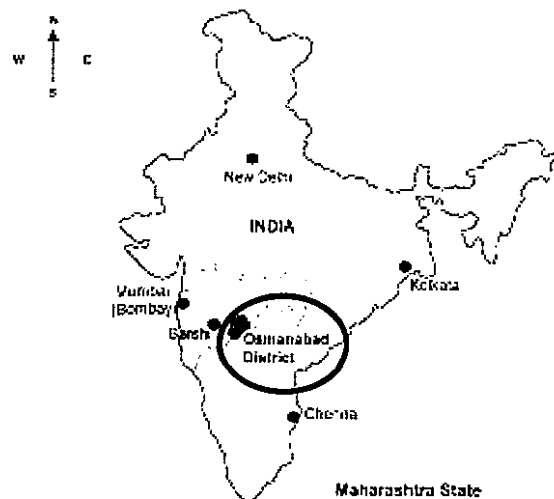 N
W E
S
New Delhi
INDIA
Kolkata
Mumbai
(Bombay)
Barshi
Osmanabad
District
Chennai
Maharashtra State